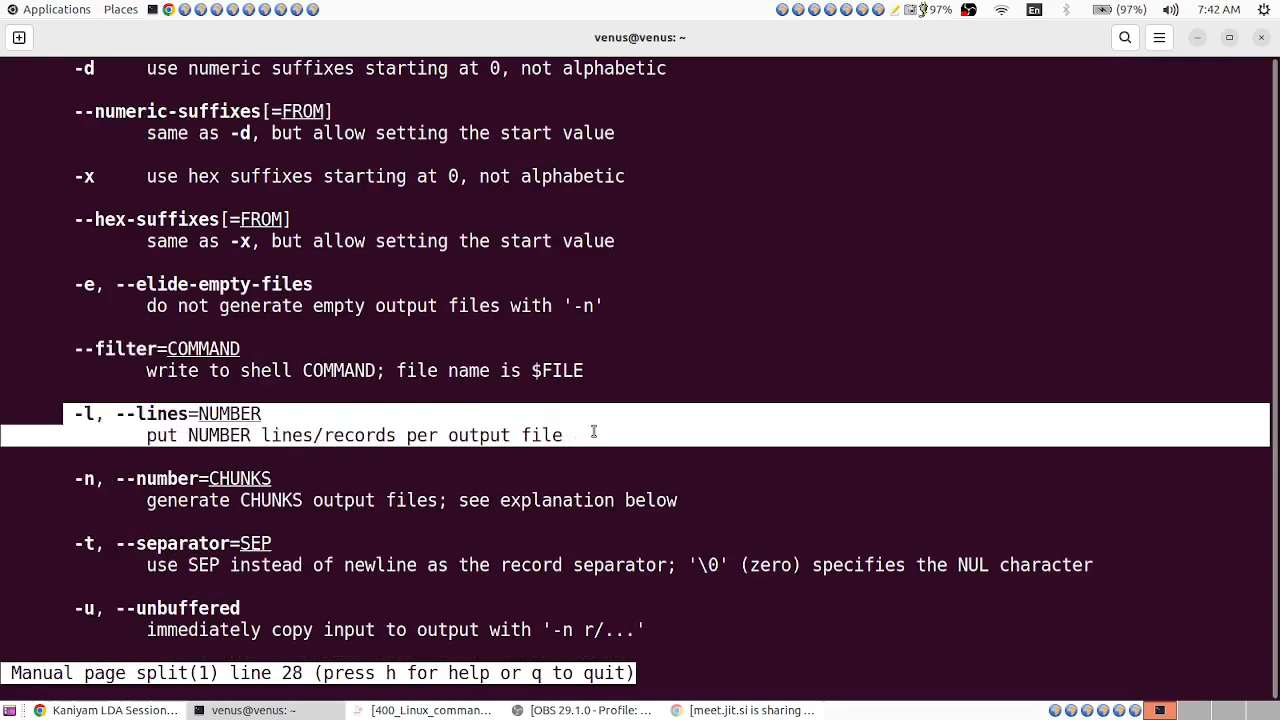 Applications Places 97% En (97%) 7:42 AM
venus@venus: ~
-d use numeric suffixes starting at 0, not alphabetic
--numeric-suffixes[=FROM]
same as -d, but allow setting the start value
-x use hex suffixes starting at 0, not alphabetic
--hex-suffixes[=FROM]
same as -x, but allow setting the start value
-e, --elide-empty-files
do not generate empty output files with '-n'
--filter=COMMAND
write to shell COMMAND; file name is $FILE
-l, --lines=NUMBER
put NUMBER lines/records per output file
-n, --number=CHUNKS
generate CHUNKS output files; see explanation below
-t, --separator=SEP
use SEP instead of newline as the record separator; '\0' (zero) specifies the NUL character
-u, --unbuffered
immediately copy input to output with '-n r/...'
Manual page split(1) line 28 (press h for help or q to quit)
Kaniyam LDA Session... venus@venus: ~ [400_Linux_comman... [OBS 29.1.0 - Profile: ... [meet.jit.si is sharing ...